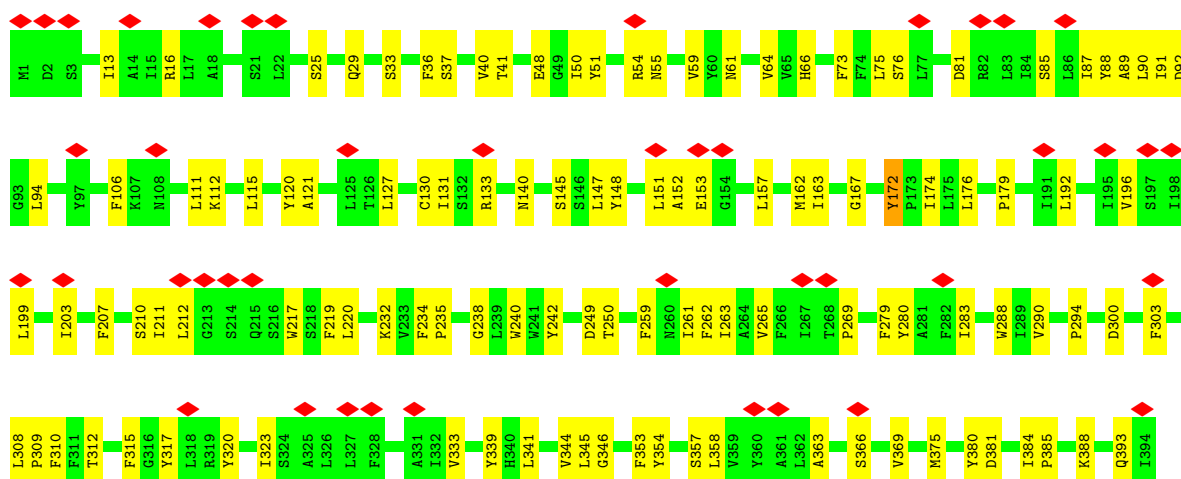 M1 D2 S3 I13 A14 I15 R16 L17 A18 S21 L22 S25 Q29 S33 F36 S37 V40 T41 E48 G49 I50 Y51 R54 N55 V59 Y60 N61 V64 V65 H66 F73 F74 L75 S76 L77 D81 R82 L83 I84 S85 L86 I87 Y88 A89 L90 I91 D92
G93 L94 Y97 F106 K107 N108 L111 K112 L115 Y120 A121 L125 T126 L127 C130 I131 S132 R133 N140 S145 S146 L147 Y148 L151 A152 E153 G154 L157 M162 I163 G167 Y172 P173 I174 L175 L176 P179 I191 L192 I195 V196 S197 I198
L199 I203 F207 S210 I211 L212 G213 S214 Q215 S216 W217 S218 F219 L220 K232 V233 F234 P235 G238 L239 W240 W241 Y242 D249 T250 F259 N260 I261 F262 I263 A264 V265 F266 I267 T268 P269 F279 Y280 A281 F282 I283 W288 I289 V290 P294 D300 F303
L308 P309 F310 F311 T312 F315 G316 Y317 L318 R319 Y320 I323 S324 A325 L326 L327 F328 A331 I332 V333 Y339 H340 L341 V344 L345 G346 F353 Y354 S357 L358 V359 Y360 A361 L362 A363 S366 V369 M375 Y380 D381 I384 P385 K388 Q393 I394